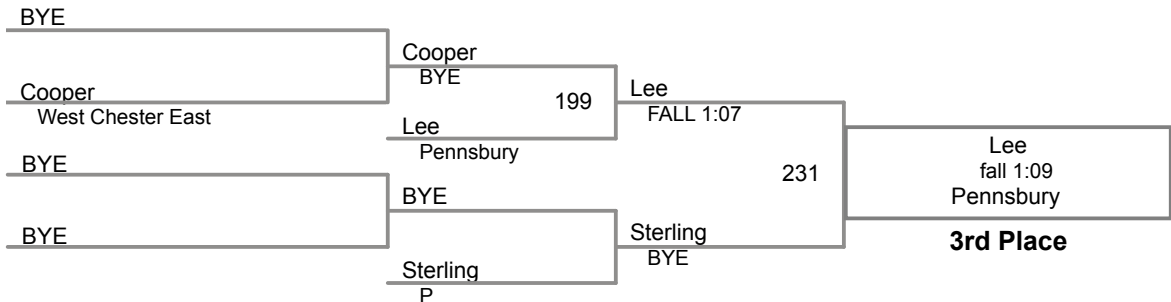 BYE
Cooper
West Chester East
BYE
BYE
Cooper
BYE
199
Lee
Pennsbury
BYE
Sterling
P
Lee
FALL 1:07
231
Sterling
BYE
Lee
fall 1:09
Pennsbury
3rd Place